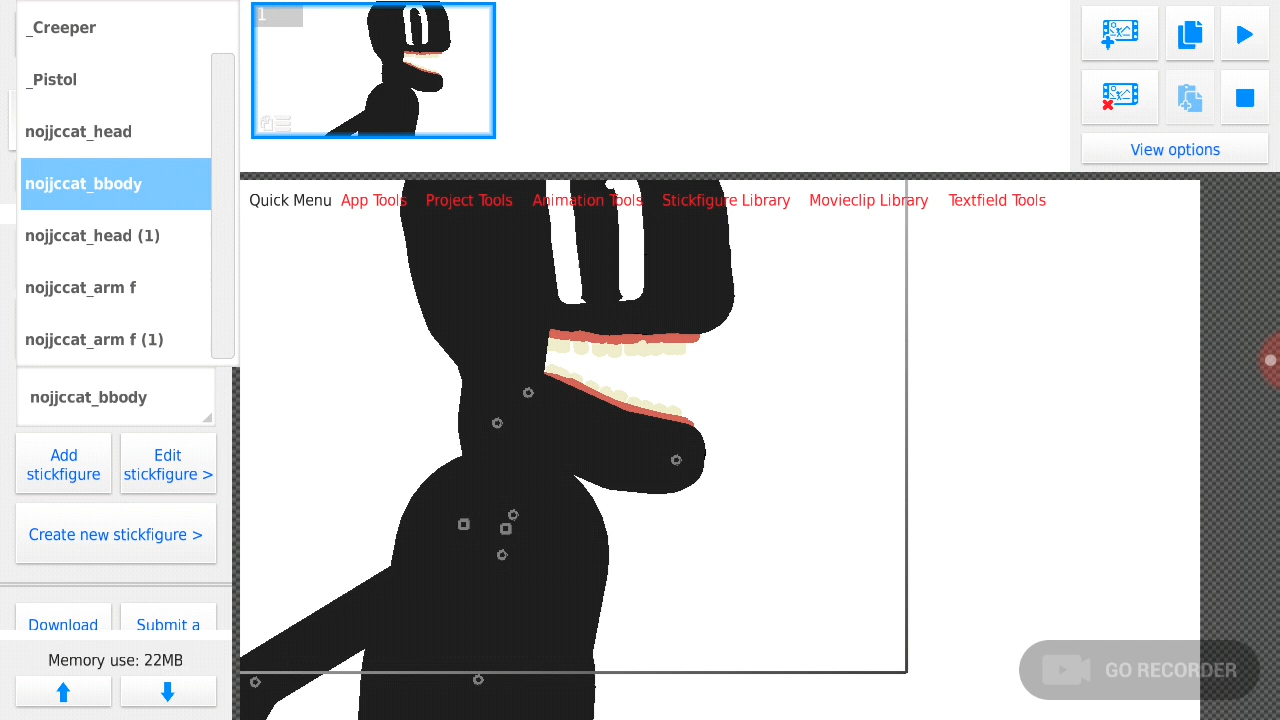 _Creeper
_Pistol
nojjccat_head
nojjccat_bbody
nojjccat_head (1)
nojjccat_arm f
nojjccat_arm f (1)
nojjccat_bbody
Add stickfigure
Edit stickfigure >
Create new stickfigure >
Download
Submit a
Memory use: 22MB
1
View options
Quick Menu App Tools Project Tools Animation Tools Stickfigure Library Movieclip Library Textfield Tools
GO RECORDER